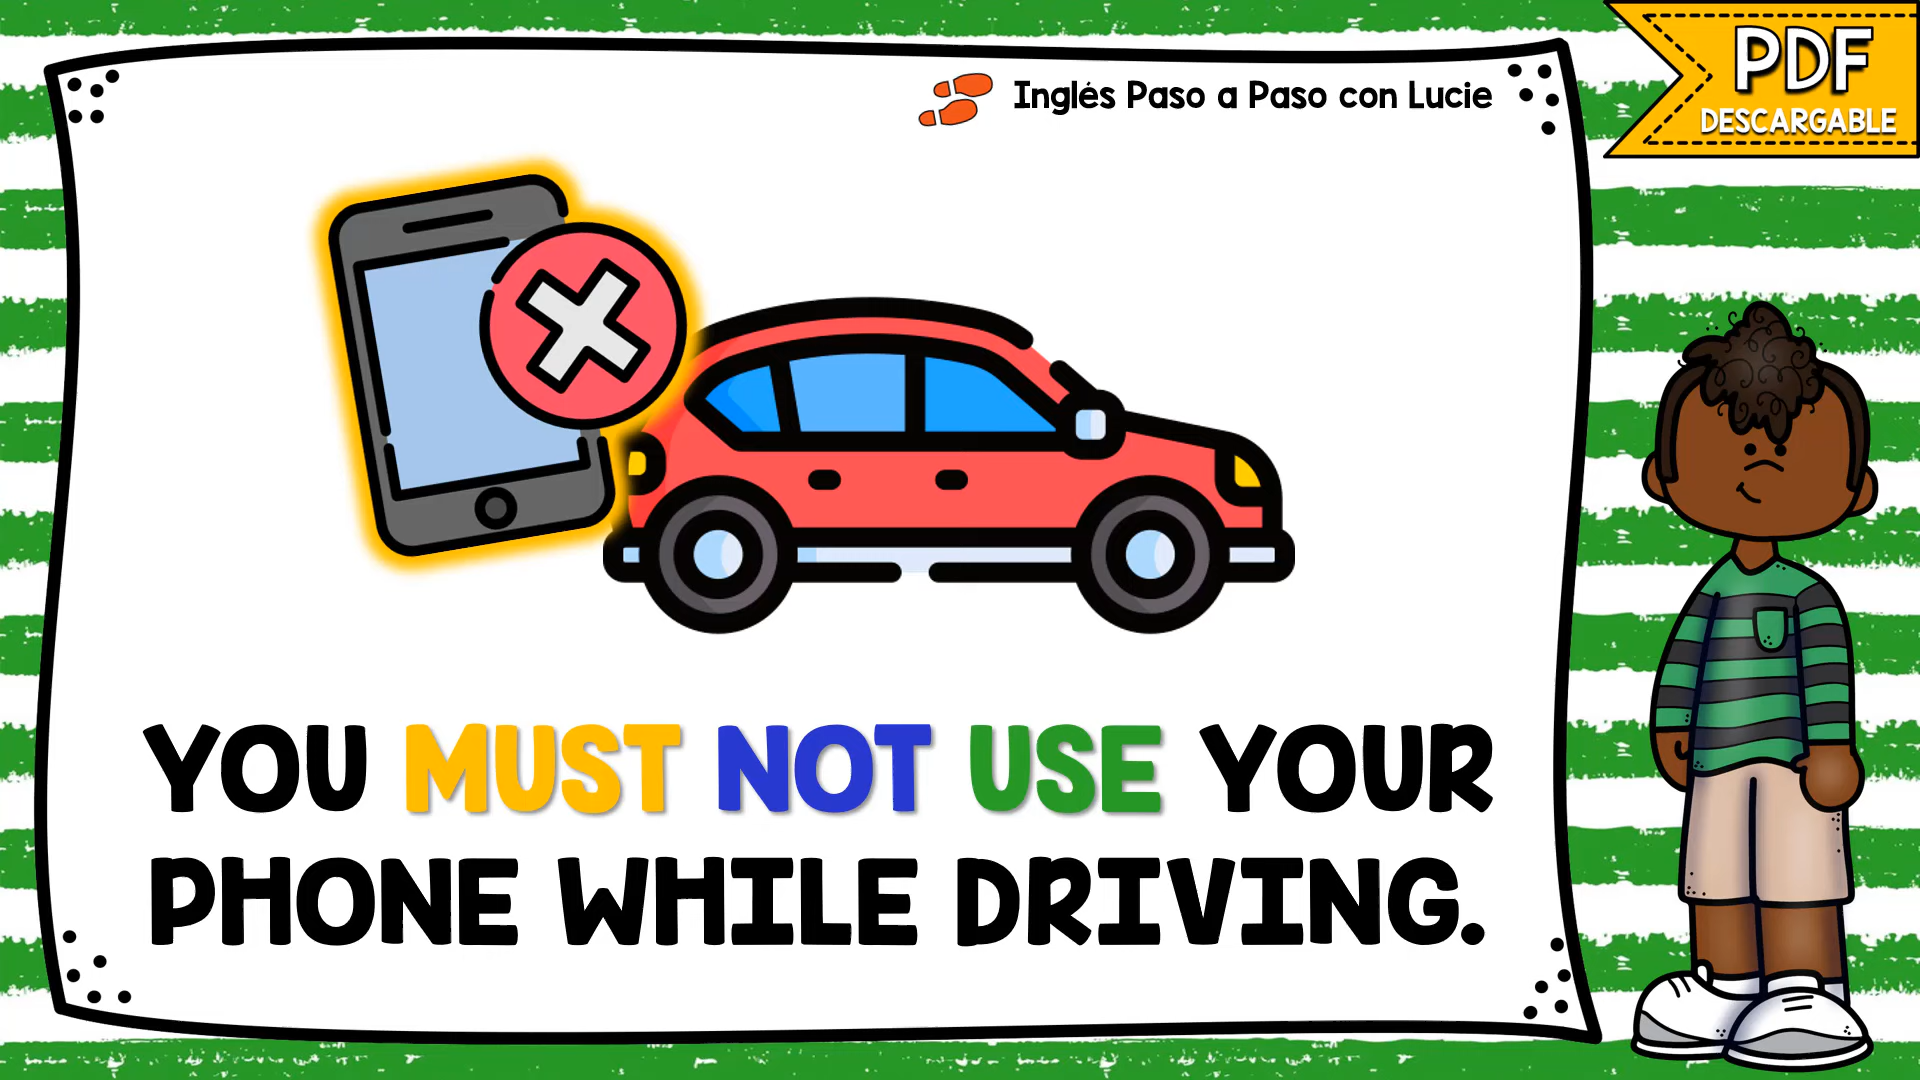 Inglés Paso a Paso con Lucie
PDF
DESCARGABLE
YOU MUST NOT USE YOUR
PHONE WHILE DRIVING.